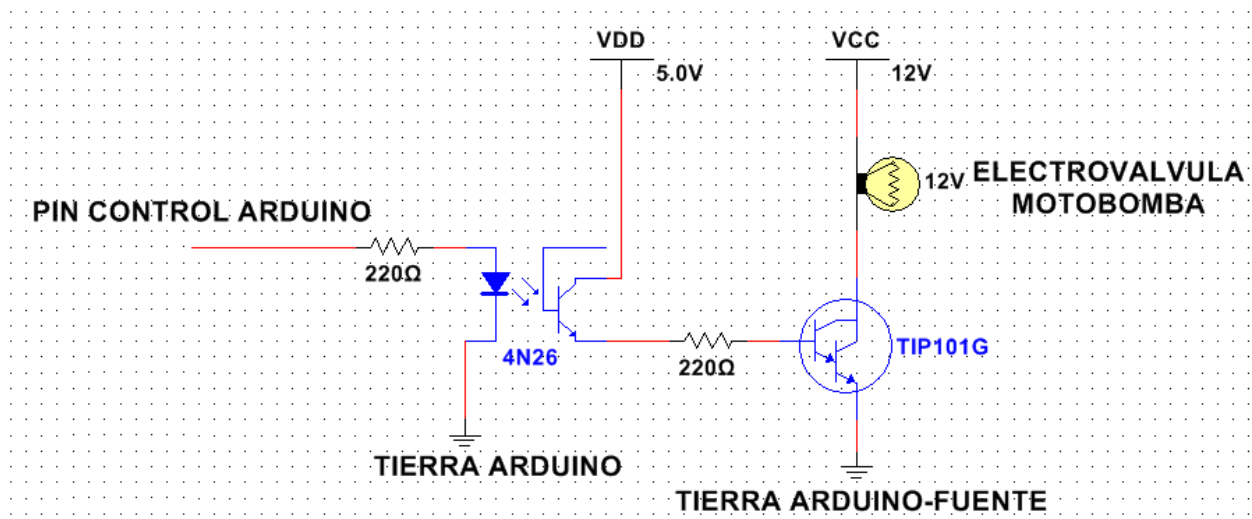 VDD
5.0V
VCC
12V
12V
ELECTROVALVULA
MOTOBOMBA
PIN CONTROL ARDUINO
220Ω
4N26
220Ω
TIP101G
TIERRA ARDUINO
TIERRA ARDUINO-FUENTE